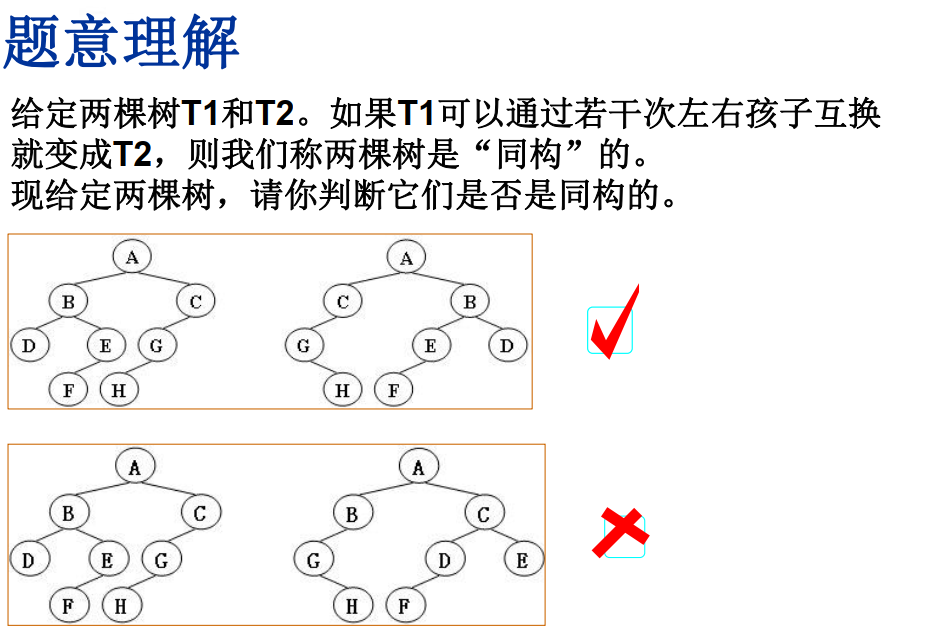 题意理解
给定两棵树T1和T2。如果T1可以通过若干次左右孩子互换
就变成T2，则我们称两棵树是“同构”的。
现给定两棵树，请你判断它们是否是同构的。
A A
B C C B
D E G G E D
F H H F
A A
B C B C
D E G G D E
F H H F